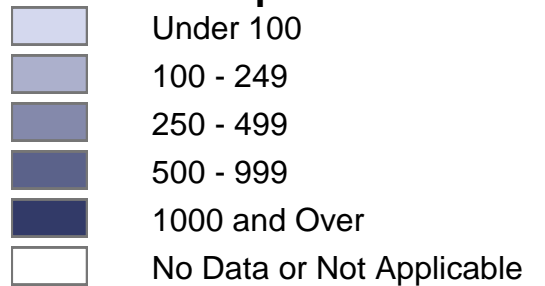 Under 100
100 - 249
250 - 499
500 - 999
1000 and Over
No Data or Not Applicable